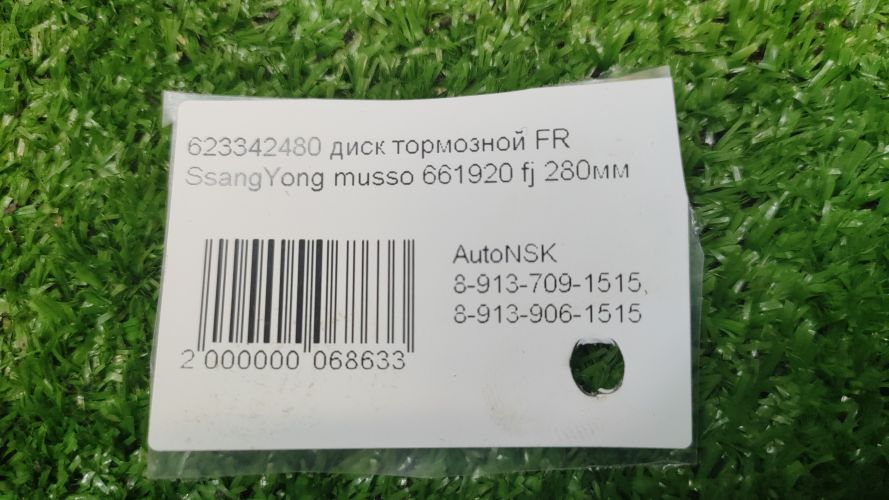 623342480 диск тормозной FR
SsangYong musso 661920 fj 280мм
AutoNSK
8-913-709-1515,
8-913-906-1515
2 000000 068633